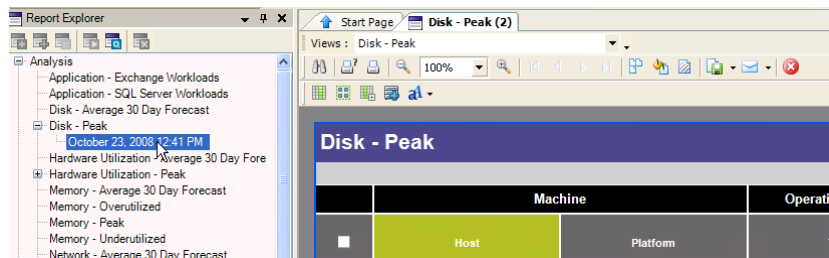 Report Explorer
Analysis
Application - Exchange Workloads
Application - SQL Server Workloads
Disk - Average 30 Day Forecast
Disk - Peak
October 23, 2008 12:41 PM
Hardware Utilization - Average 30 Day Fore
Hardware Utilization - Peak
Memory - Average 30 Day Forecast
Memory - Overutilized
Memory - Peak
Memory - Underutilized
Network - Average 30 Day Forecast
Start Page
Disk - Peak (2)
Views : Disk - Peak
100%
Disk - Peak
Machine
Operati
Host
Platform